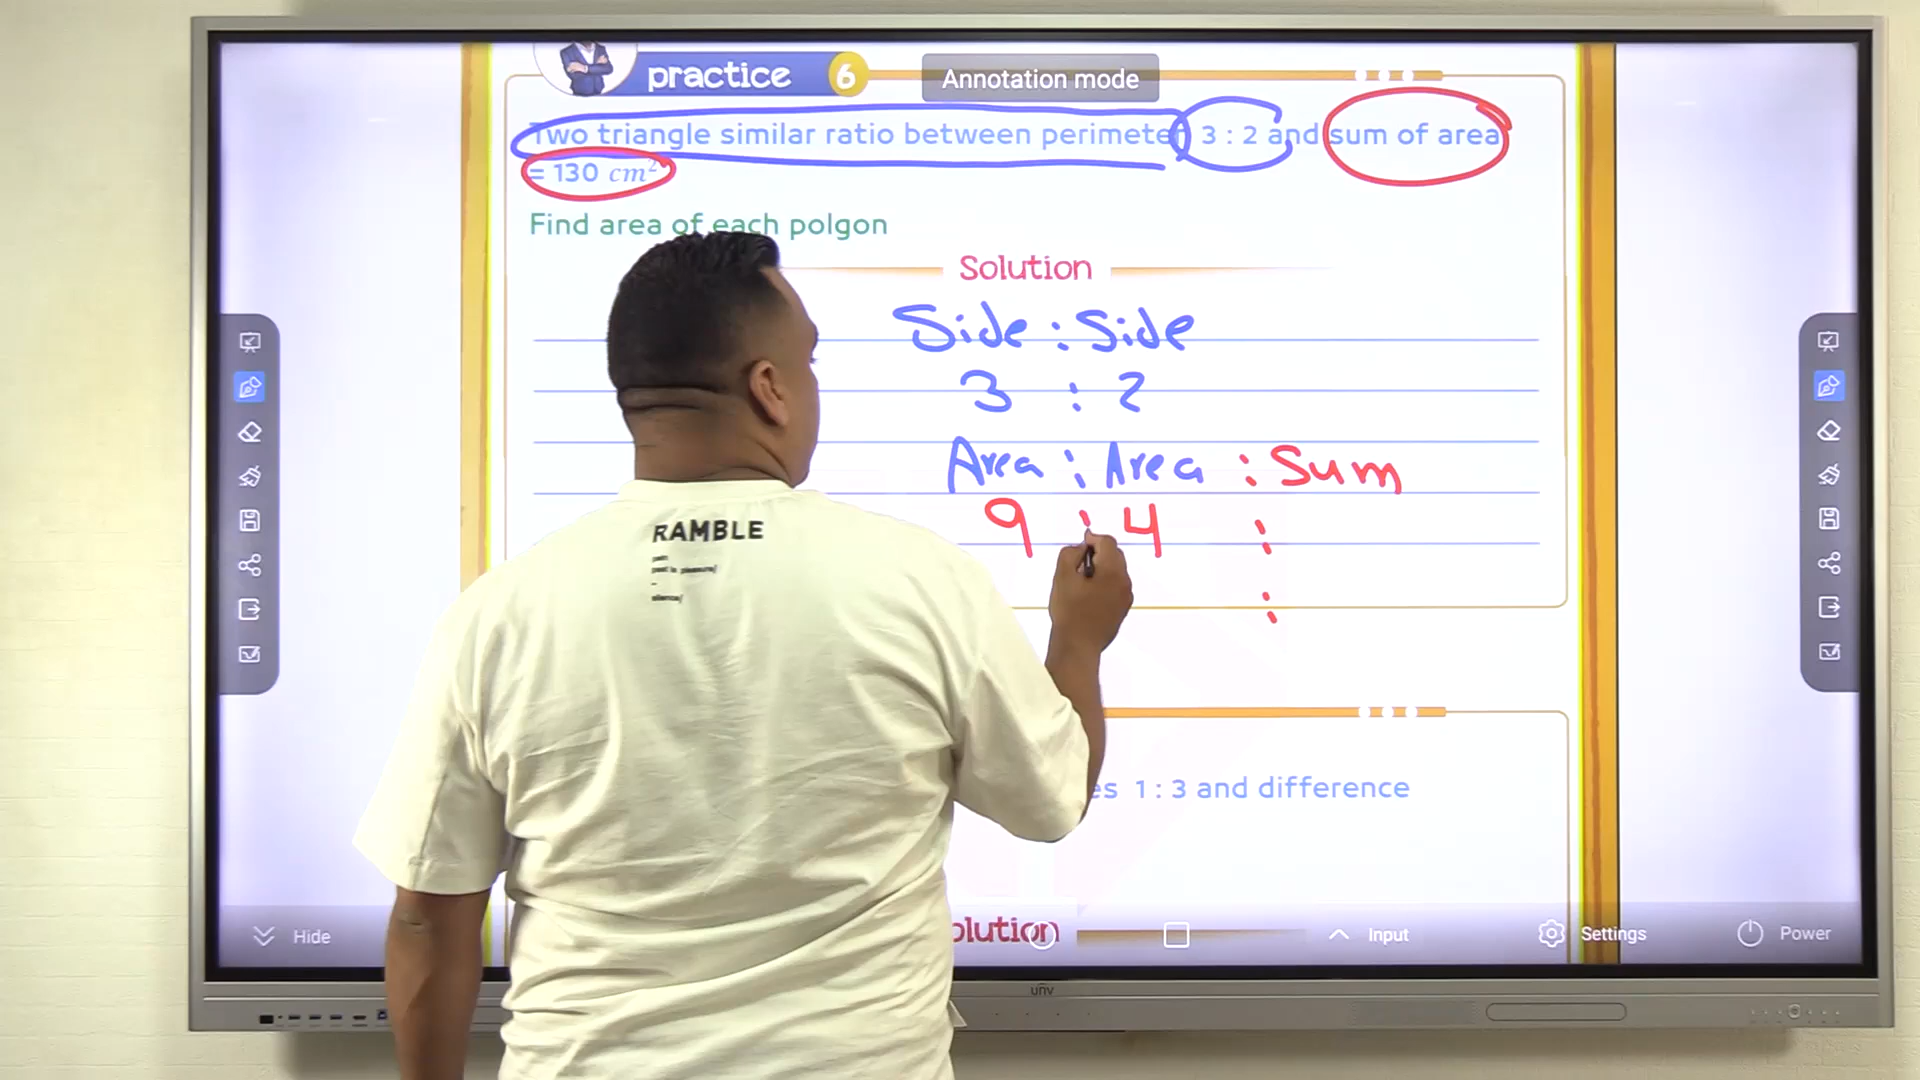 practice 6
Annotation mode
Two triangle similar ratio between perimeter 3 : 2 and sum of area
= 130 cm²
Find area of each polgon
Solution
Side : Side
3 : 2
Area : Area : Sum
9 : 4 :
:
RAMBLE
es 1 : 3 and difference
olution
Hide
Input
Settings
Power
unv